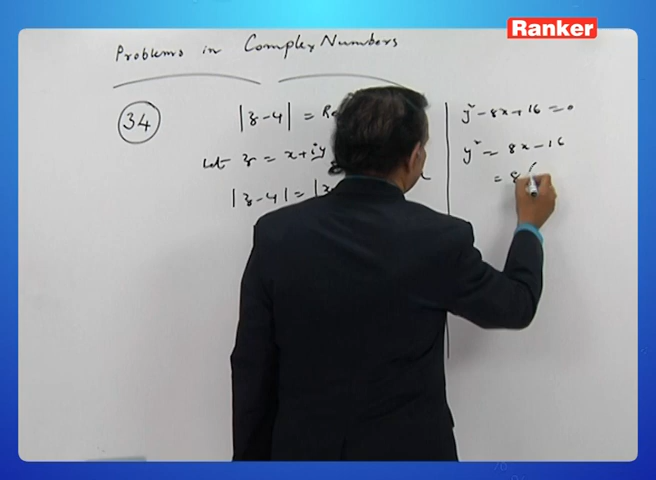 Ranker
Problems in Complex Numbers
34
|z-4| = Re
Let z = x+iy
|z-4| = |
y² - 8x + 16 = 0
y² = 8x - 16
= 8(